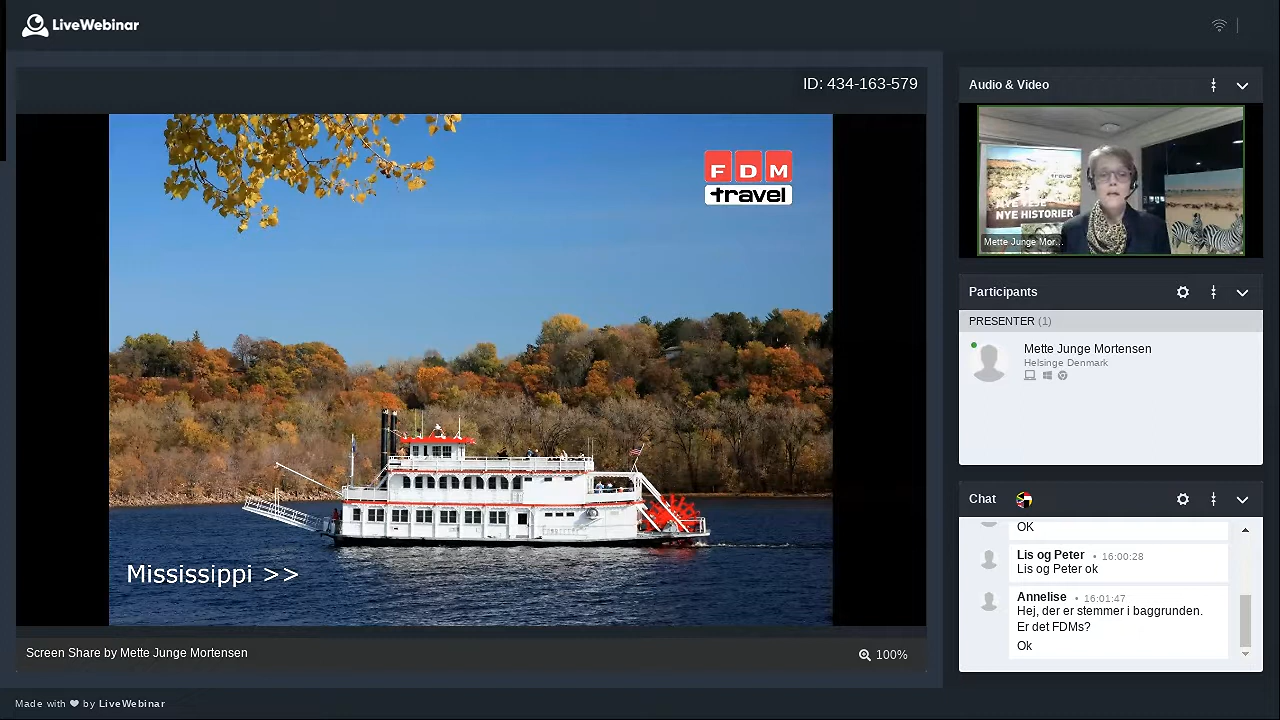 LiveWebinar
ID: 434-163-579
FDM
travel
Mississippi >>
Screen Share by Mette Junge Mortensen
100%
Audio & Video
travel
NYE VEJE
NYE HISTORIER
Mette Junge Mor...
Participants
PRESENTER (1)
Mette Junge Mortensen
Helsinge Denmark
Chat
OK
Lis og Peter • 16:00:28
Lis og Peter ok
Annelise • 16:01:47
Hej, der er stemmer i baggrunden.
Er det FDMs?
Ok
Made with ❤ by LiveWebinar